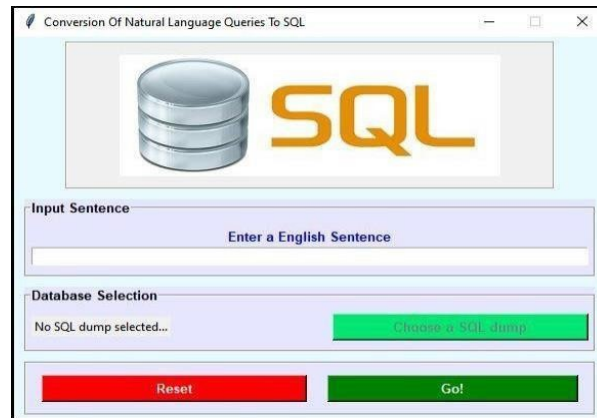 Conversion Of Natural Language Queries To SQL
SQL
Input Sentence
Enter a English Sentence
Database Selection
No SQL dump selected...
Choose a SQL dump
Reset
Go!